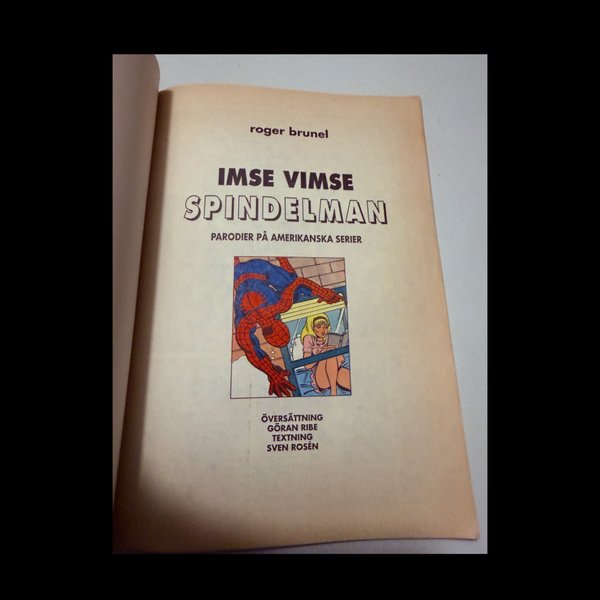 roger brunel
IMSE VIMSE
SPINDELMAN
PARODIER PÅ AMERIKANSKA SERIER
ÖVERSÄTTNING
GÖRAN RIBE
TEXTNING
SVEN ROSÉN